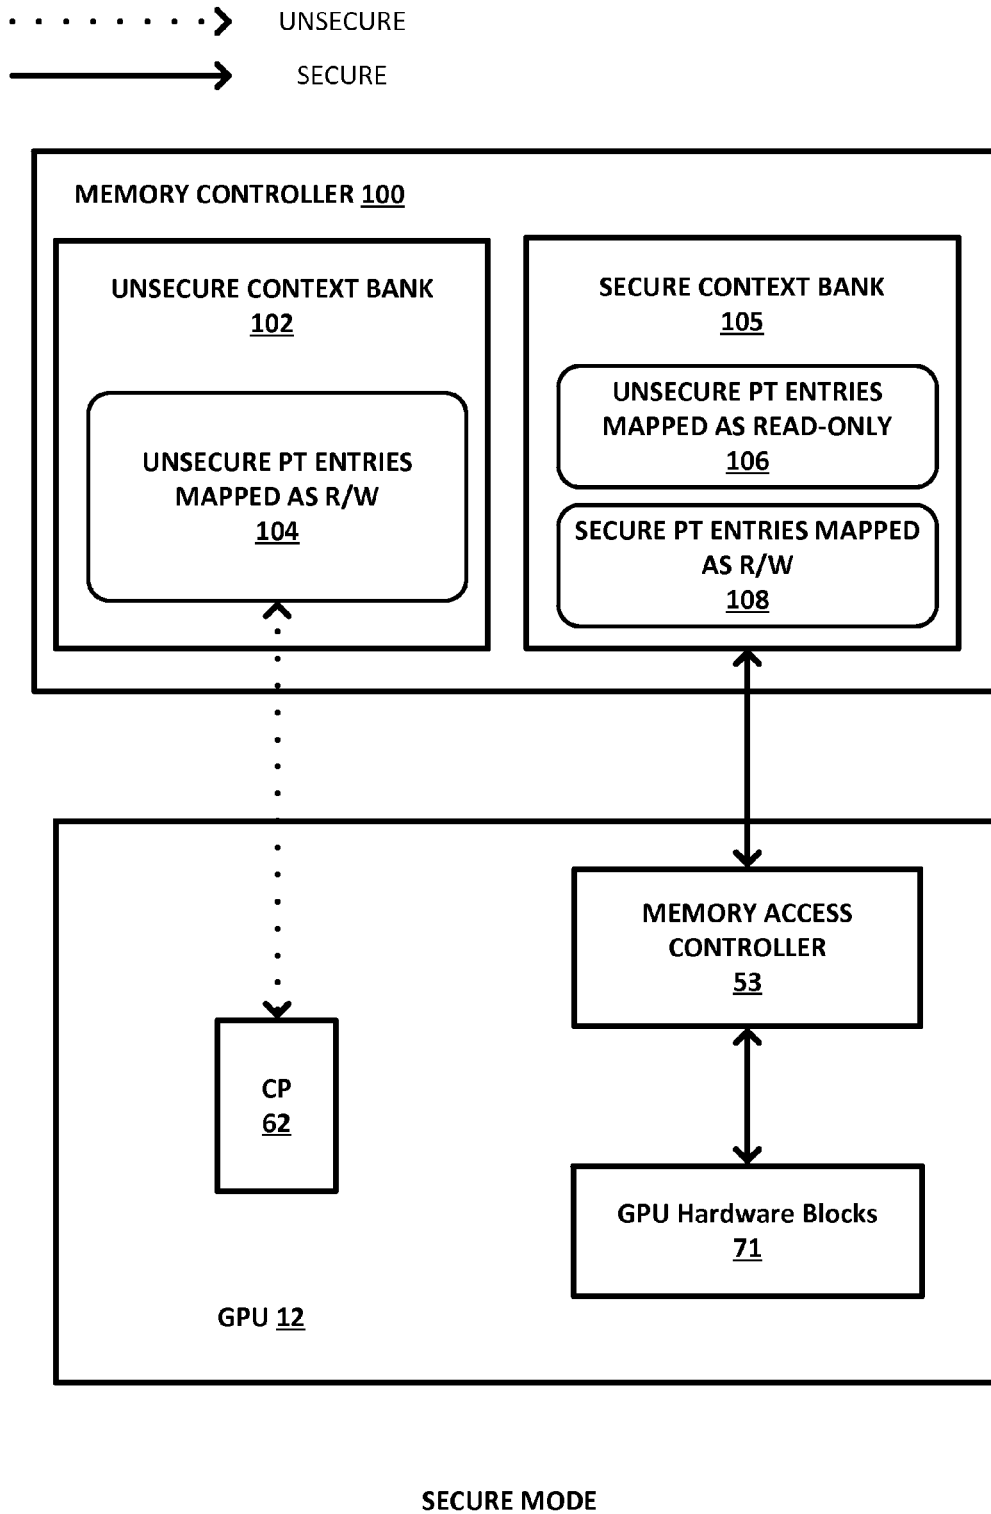 UNSECURE
SECURE
MEMORY CONTROLLER 100
UNSECURE CONTEXT BANK
102
UNSECURE PT ENTRIES
MAPPED AS R/W
104
SECURE CONTEXT BANK
105
UNSECURE PT ENTRIES
MAPPED AS READ-ONLY
106
SECURE PT ENTRIES MAPPED
AS R/W
108
MEMORY ACCESS
CONTROLLER
53
CP
62
GPU Hardware Blocks
71
GPU 12
SECURE MODE